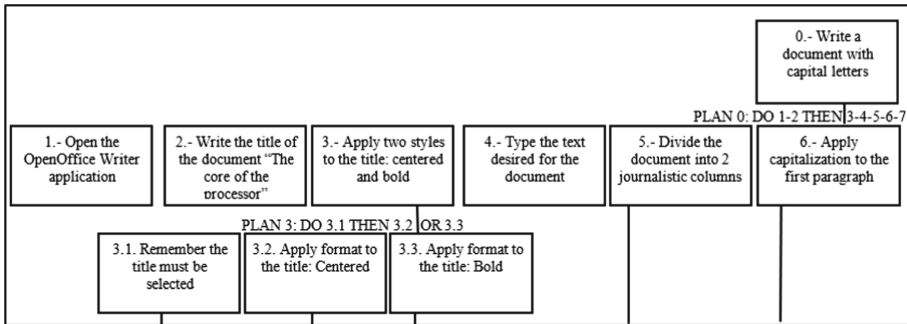 0.- Write a
document with
capital letters
PLAN 0: DO 1-2 THEN 3-4-5-6-7
1.- Open the
OpenOffice Writer
application
2.- Write the title of
the document “The
core of the
processor”
3.- Apply two styles
to the title: centered
and bold
4.- Type the text
desired for the
document
5.- Divide the
document into 2
journalistic columns
6.- Apply
capitalization to the
first paragraph
PLAN 3: DO 3.1 THEN 3.2 OR 3.3
3.1. Remember the
title must be
selected
3.2. Apply format to
the title: Centered
3.3. Apply format to
the title: Bold